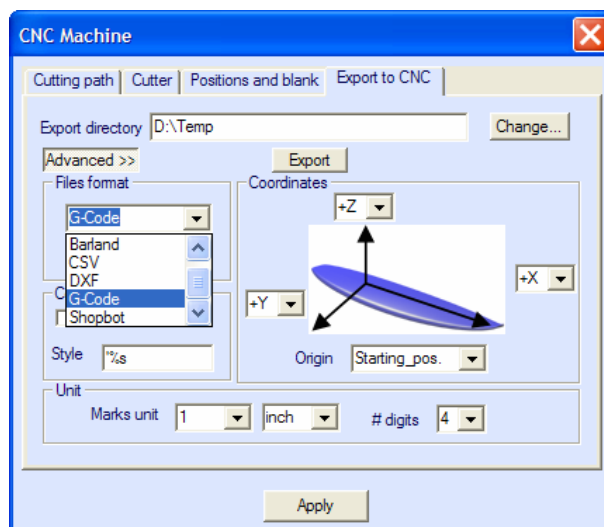 CNC Machine
Cutting path Cutter Positions and blank Export to CNC
Export directory D:\Temp Change...
Advanced >> Export
Files format Coordinates
+Z
G-Code
Barland
CSV
DXF
G-Code
Shopbot
+X
+Y
Style '%s Origin Starting_pos.
Unit
Marks unit 1 inch # digits 4
Apply